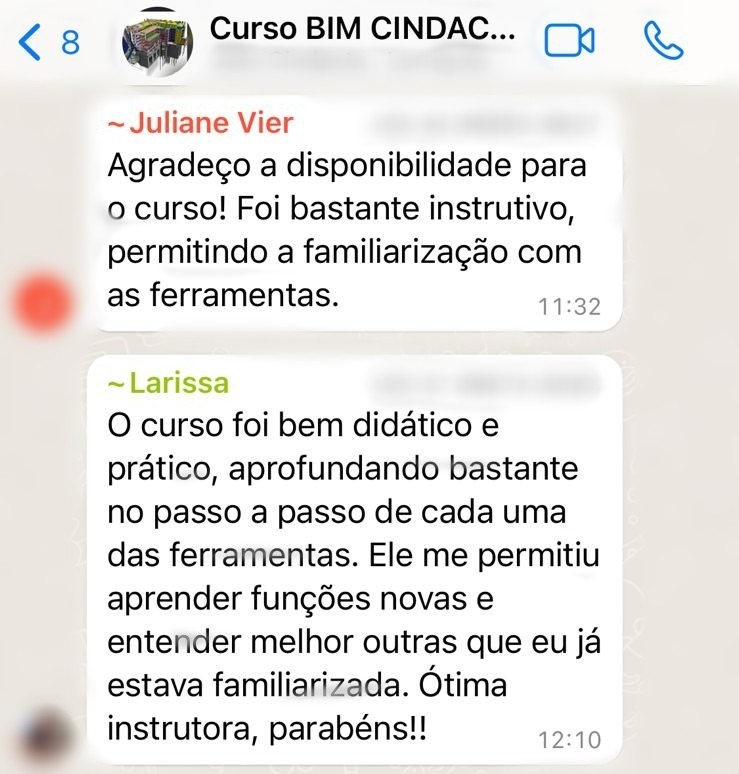 8
Curso BIM CINDAC...
~Juliane Vier
Agradeço a disponibilidade para
o curso! Foi bastante instrutivo,
permitindo a familiarização com
as ferramentas.
11:32
~Larissa
O curso foi bem didático e
prático, aprofundando bastante
no passo a passo de cada uma
das ferramentas. Ele me permitiu
aprender funções novas e
entender melhor outras que eu já
estava familiarizada. Ótima
instrutora, parabéns!!
12:10